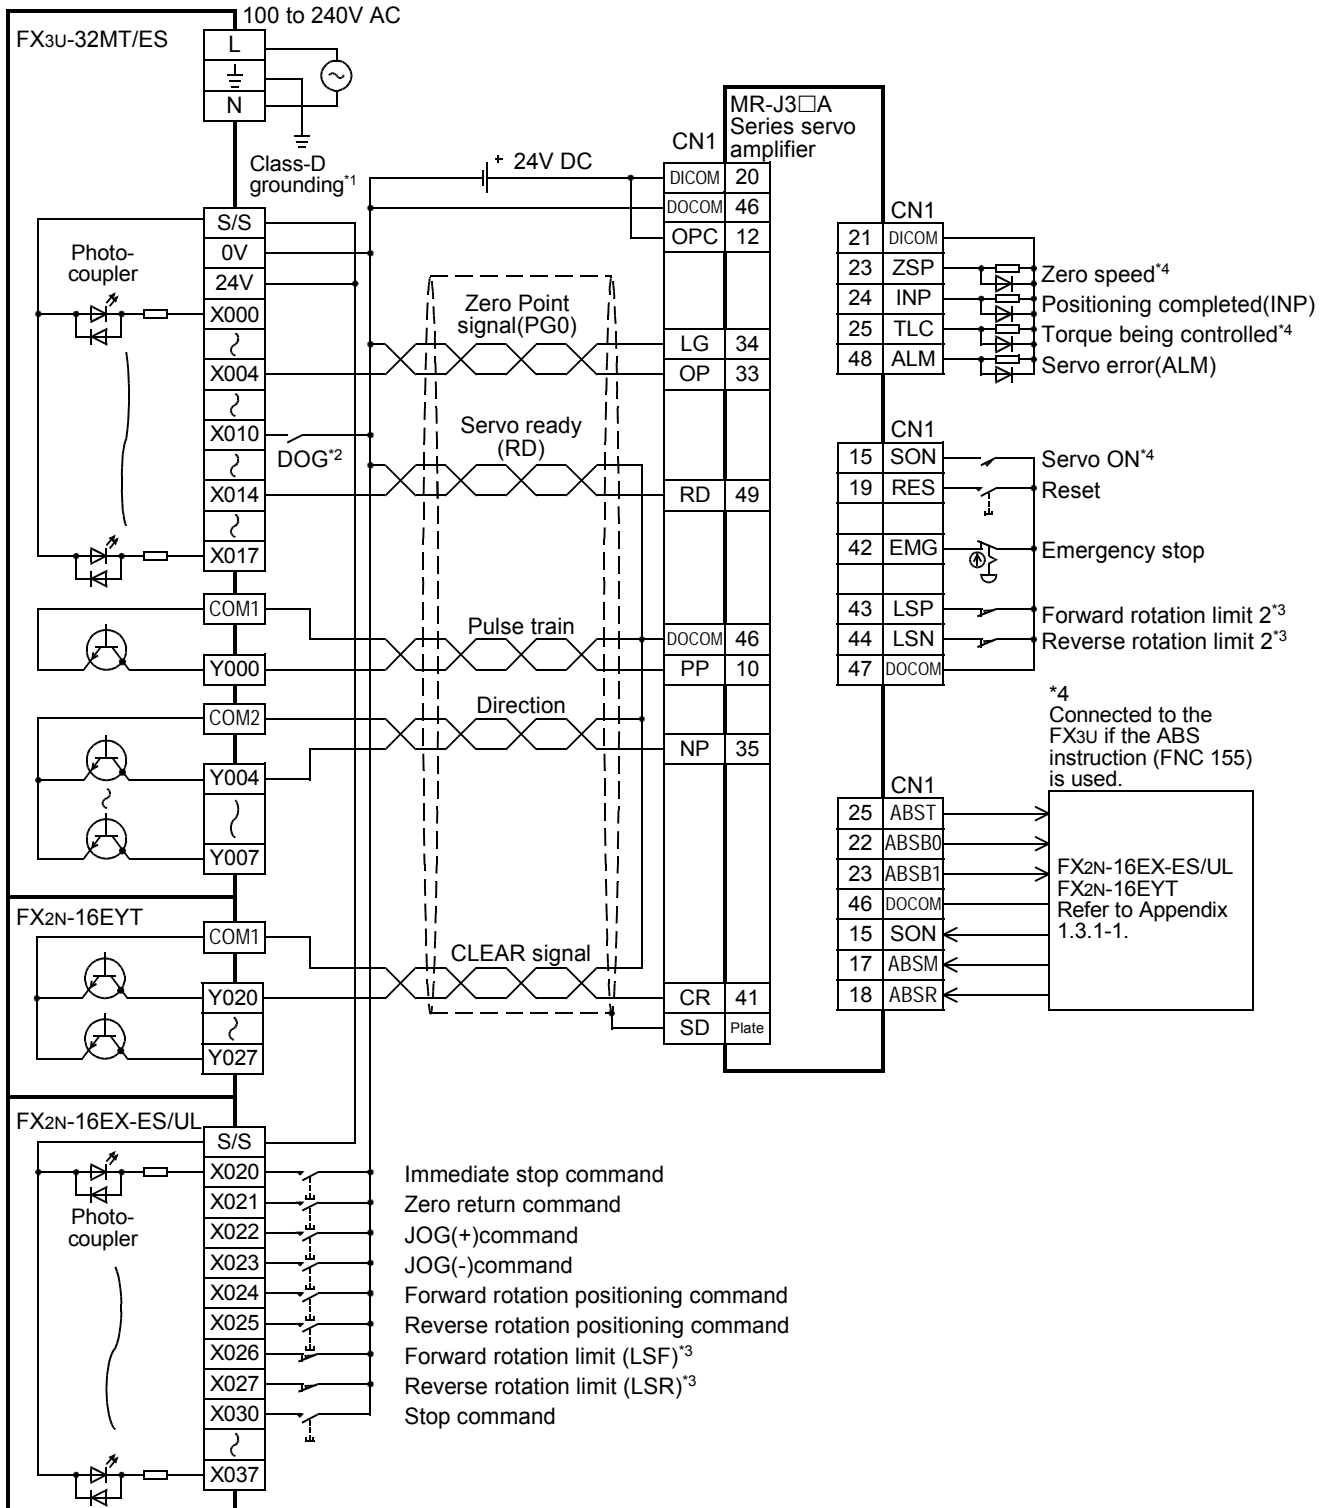 100 to 240V AC
FX3U-32MT/ES
L
N
Class-D
grounding*1
S/S
0V
24V
X000
X004
X010
X014
X017
Photo-
coupler
DOG*2
COM1
Y000
COM2
Y004
Y007
FX2N-16EYT
COM1
Y020
Y027
FX2N-16EX-ES/UL
S/S
X020
X021
X022
X023
X024
X025
X026
X027
X030
X037
Photo-
coupler
Immediate stop command
Zero return command
JOG(+)command
JOG(-)command
Forward rotation positioning command
Reverse rotation positioning command
Forward rotation limit (LSF)*3
Reverse rotation limit (LSR)*3
Stop command
+ 24V DC
Zero Point
signal(PG0)
Servo ready
(RD)
Pulse train
Direction
CLEAR signal
MR-J3□A
Series servo
amplifier
CN1
DICOM 20
DOCOM 46
OPC 12
LG 34
OP 33
RD 49
DOCOM 46
PP 10
NP 35
CR 41
SD Plate
CN1
21 DICOM
23 ZSP Zero speed*4
24 INP Positioning completed(INP)
25 TLC Torque being controlled*4
48 ALM Servo error(ALM)
CN1
15 SON Servo ON*4
19 RES Reset
42 EMG Emergency stop
43 LSP Forward rotation limit 2*3
44 LSN Reverse rotation limit 2*3
47 DOCOM
*4
Connected to the
FX3U if the ABS
instruction (FNC 155)
is used.
CN1
25 ABST
22 ABSB0
23 ABSB1
46 DOCOM
15 SON
17 ABSM
18 ABSR
FX2N-16EX-ES/UL
FX2N-16EYT
Refer to Appendix
1.3.1-1.